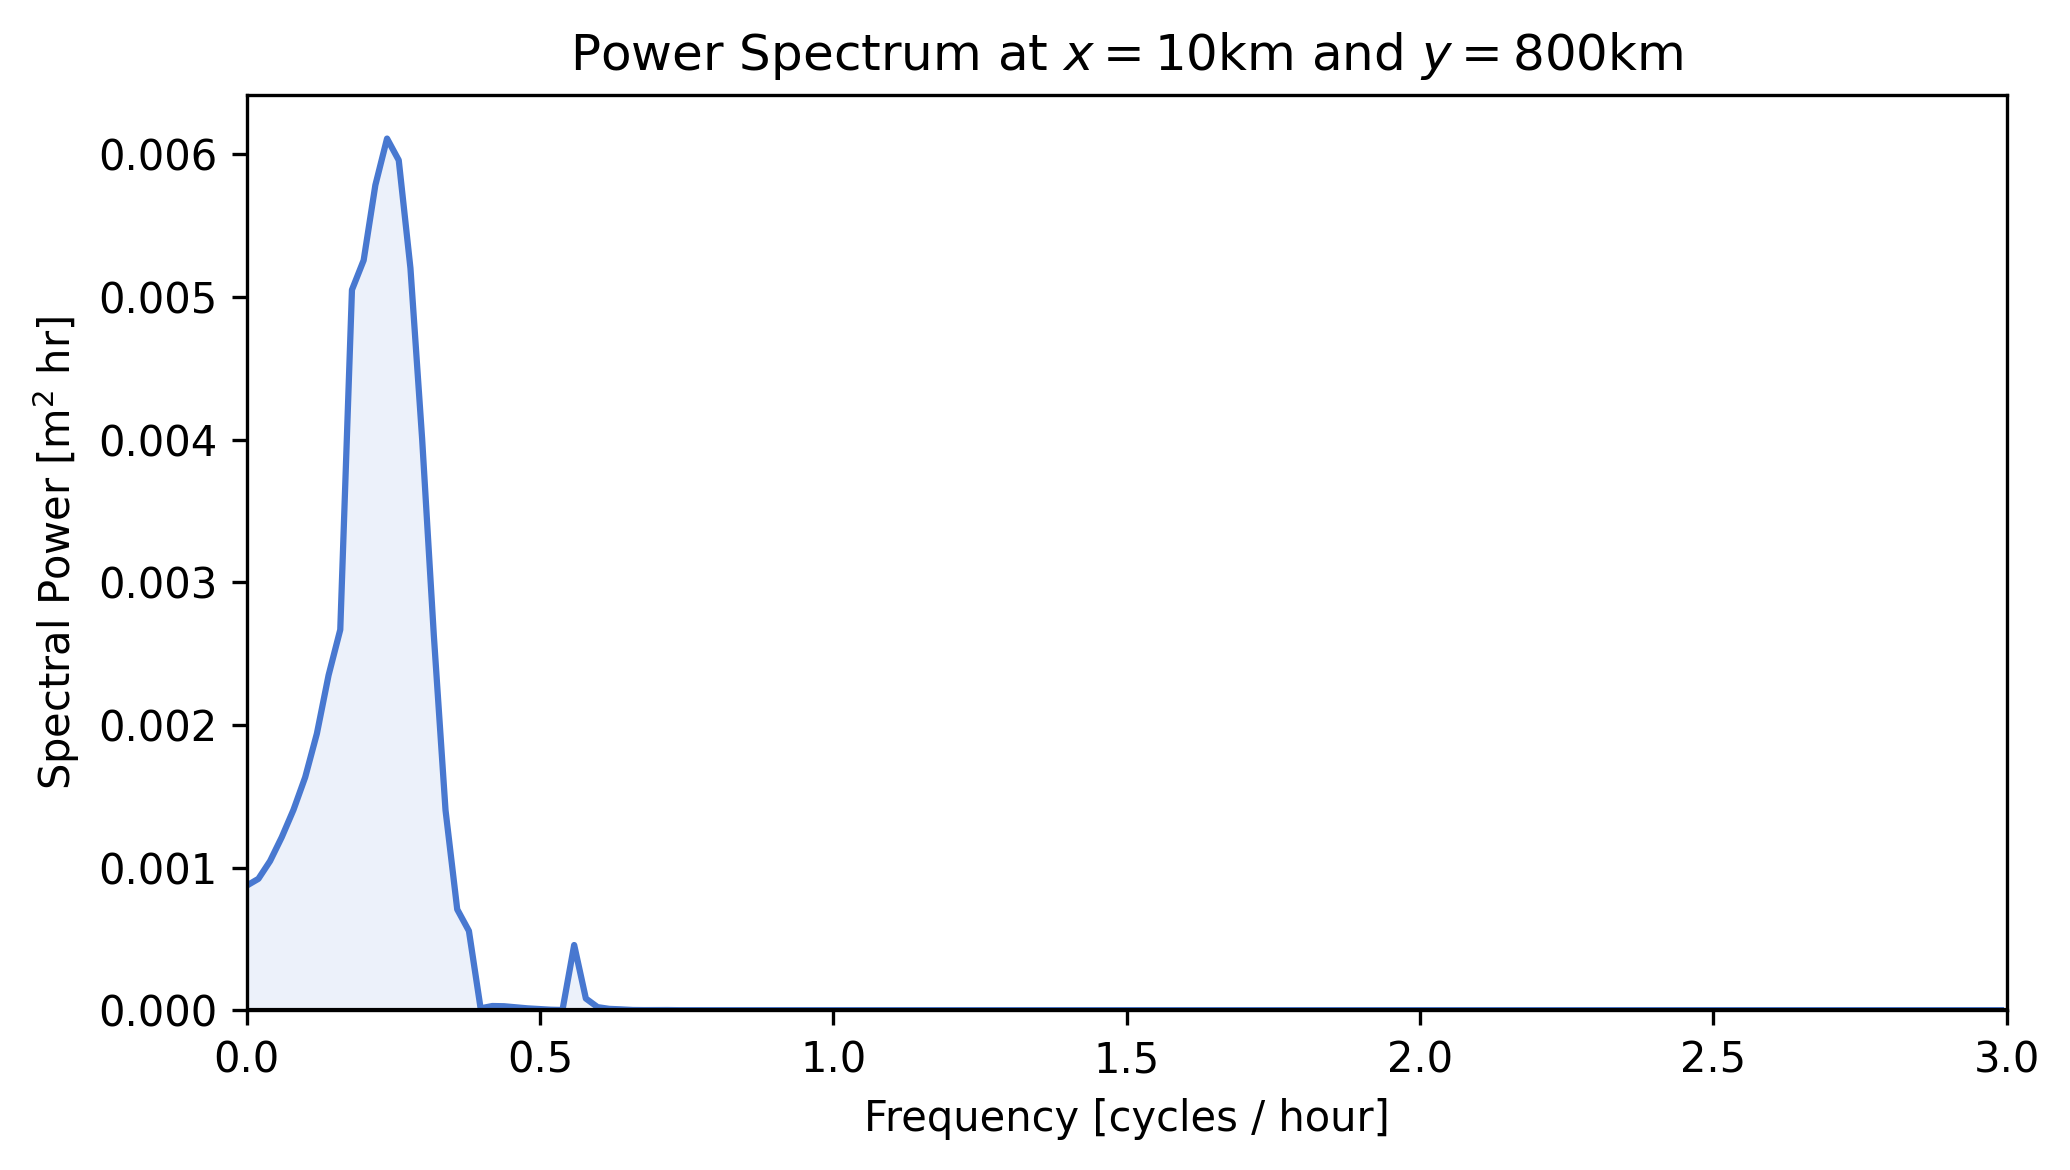 Power Spectrum at x = 10km and y = 800km
Spectral Power [m² hr]
0.006
0.005
0.004
0.003
0.002
0.001
0.000
0.0 0.5 1.0 1.5 2.0 2.5 3.0
Frequency [cycles / hour]